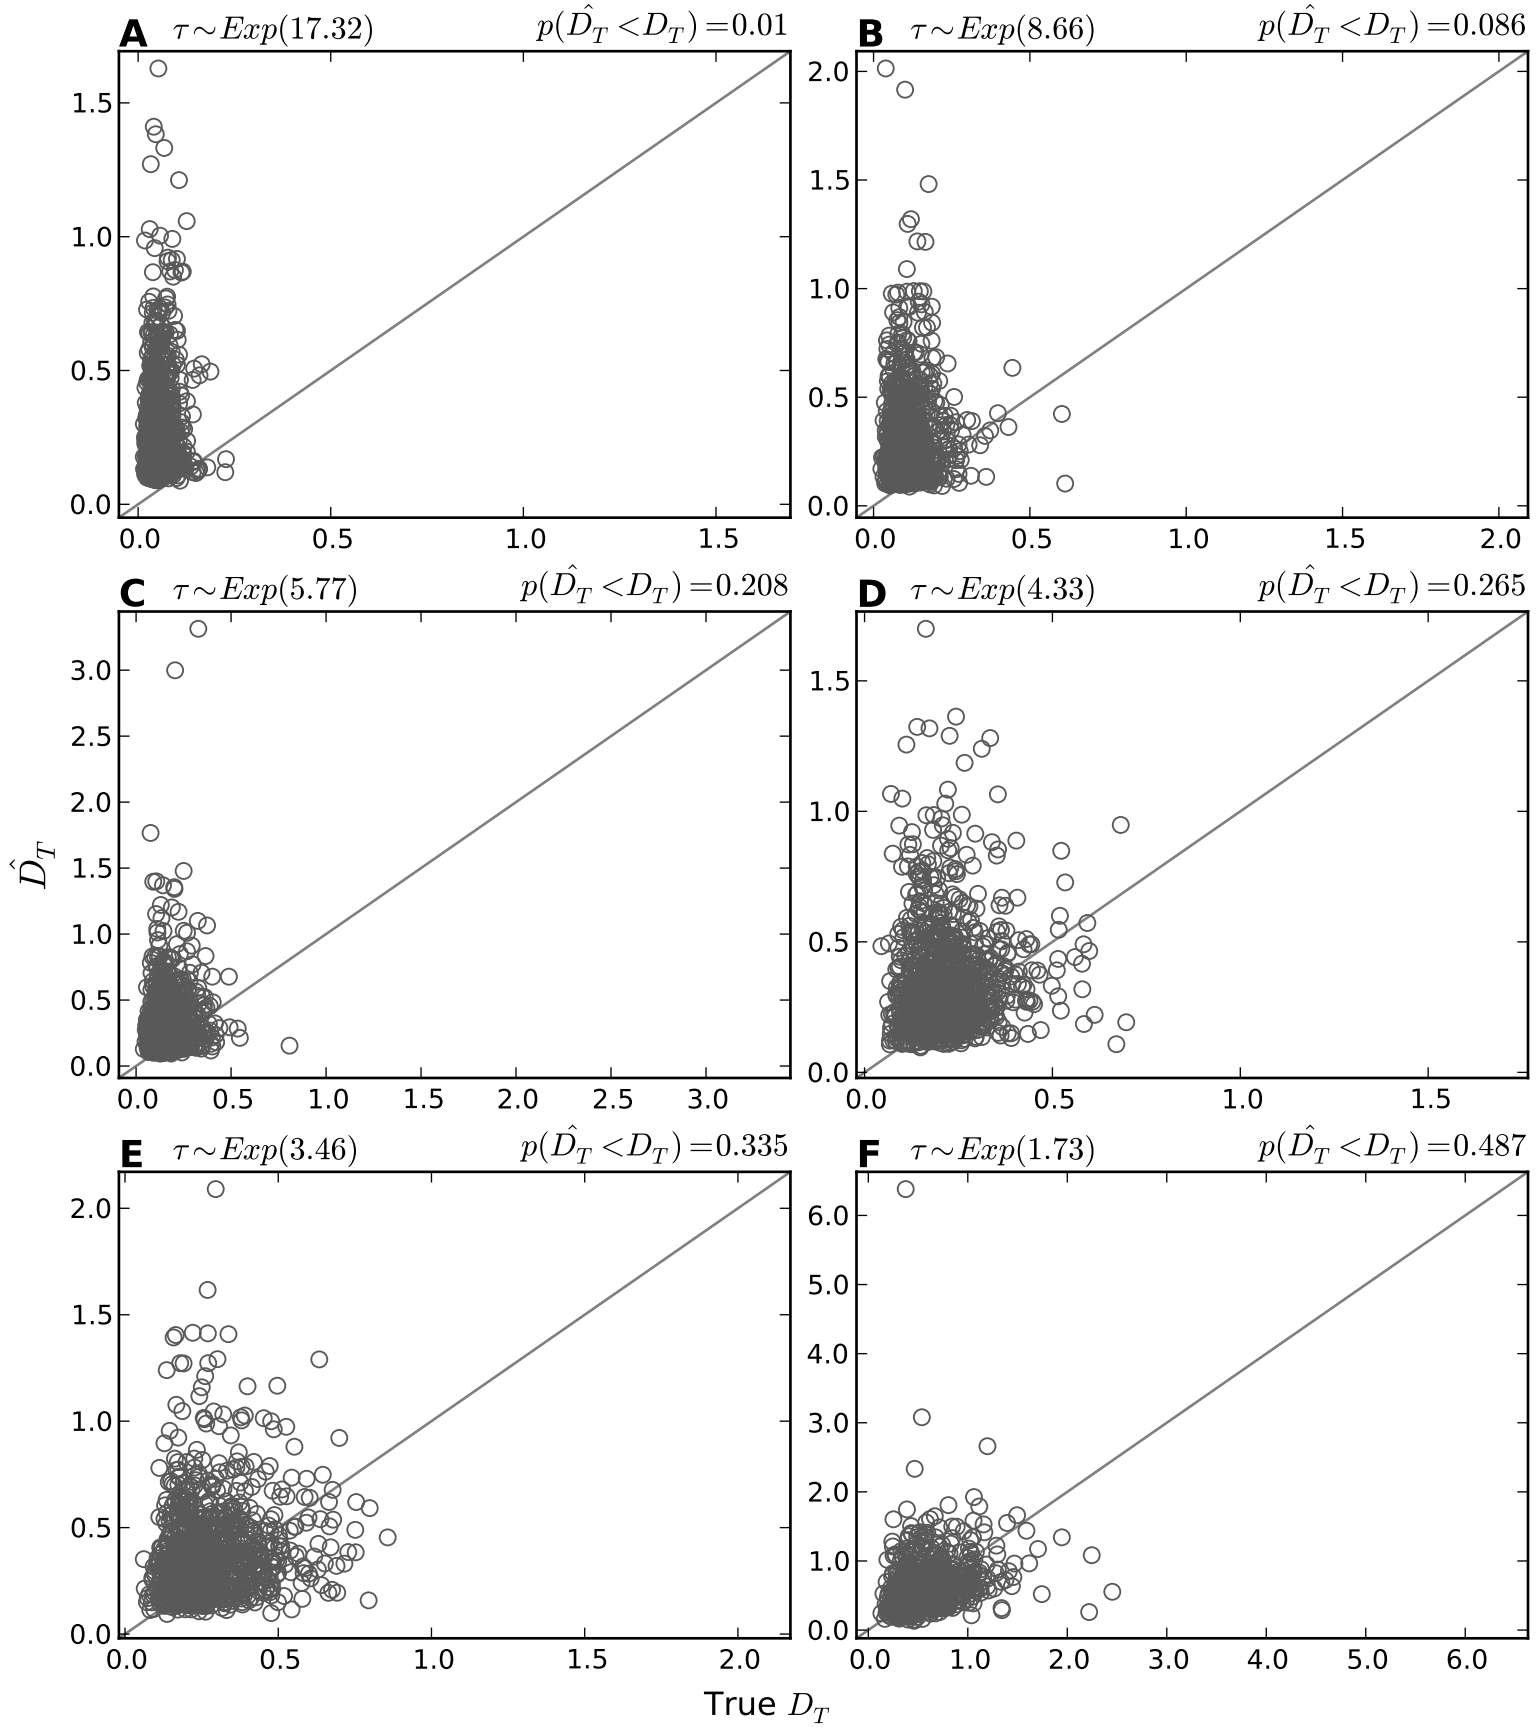 A τ∼Exp(17.32) p(D̂_T <D_T)=0.01
1.5
1.0
0.5
0.0
0.0 0.5 1.0 1.5
B τ∼Exp(8.66) p(D̂_T <D_T)=0.086
2.0
1.5
1.0
0.5
0.0
0.0 0.5 1.0 1.5 2.0
C τ∼Exp(5.77) p(D̂_T <D_T)=0.208
3.0
2.5
2.0
1.5
1.0
0.5
0.0
0.0 0.5 1.0 1.5 2.0 2.5 3.0
D̂_T
D τ∼Exp(4.33) p(D̂_T <D_T)=0.265
1.5
1.0
0.5
0.0
0.0 0.5 1.0 1.5
E τ∼Exp(3.46) p(D̂_T <D_T)=0.335
2.0
1.5
1.0
0.5
0.0
0.0 0.5 1.0 1.5 2.0
F τ∼Exp(1.73) p(D̂_T <D_T)=0.487
6.0
5.0
4.0
3.0
2.0
1.0
0.0
0.0 1.0 2.0 3.0 4.0 5.0 6.0
True D_T